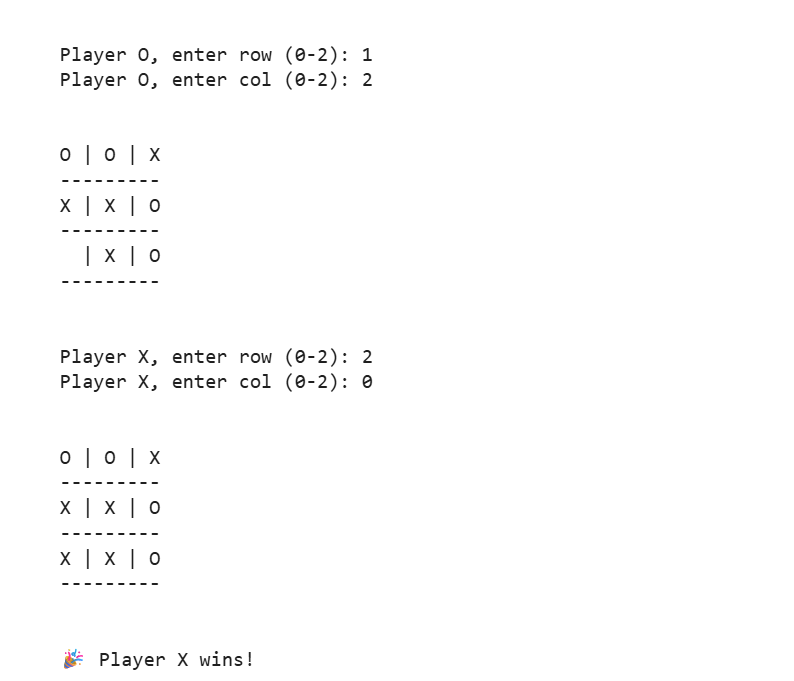 Player O, enter row (0-2): 1
Player O, enter col (0-2): 2
O | O | X
---------
X | X | O
---------
  | X | O
---------
Player X, enter row (0-2): 2
Player X, enter col (0-2): 0
O | O | X
---------
X | X | O
---------
X | X | O
---------
🎉 Player X wins!